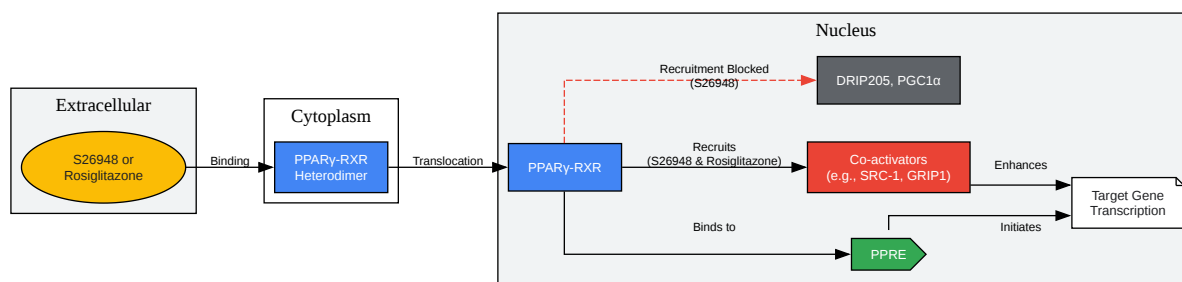 Nucleus
Extracellular
S26948 or
Rosiglitazone
Binding
Cytoplasm
PPARγ-RXR
Heterodimer
Translocation
PPARγ-RXR
Recruitment Blocked
(S26948)
DRIP205, PGC1α
Recruits
(S26948 & Rosiglitazone)
Co-activators
(e.g., SRC-1, GRIP1)
Enhances
Binds to
PPRE
Initiates
Target Gene
Transcription